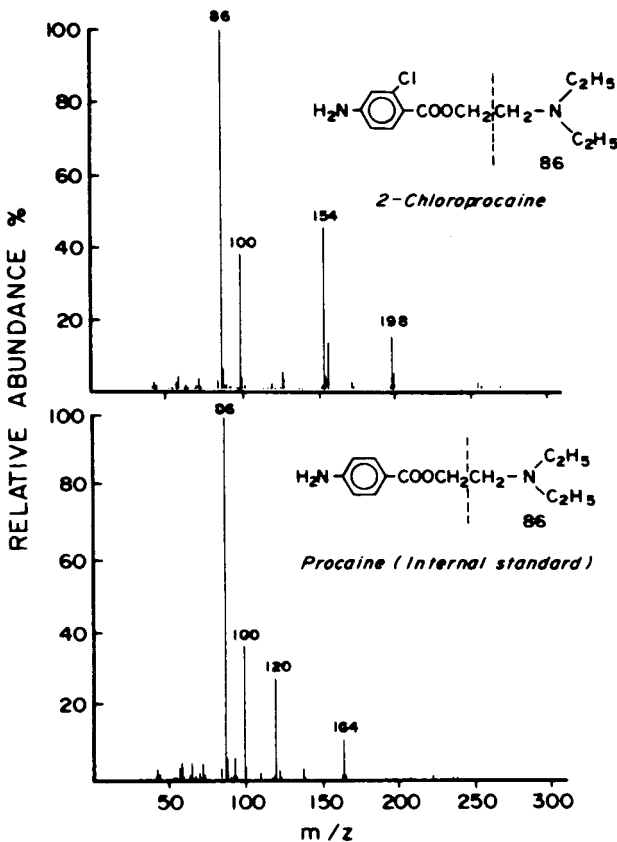 RELATIVE ABUNDANCE %
100
80
60
40
20
86
100
154
198
Cl
H₂N
COOCH₂CH₂-N
C₂H₅
C₂H₅
86
2-Chloroprocaine
100
80
60
40
20
86
100
120
164
H₂N
COOCH₂CH₂-N
C₂H₅
C₂H₅
86
Procaine (Internal standard)
50
100
150
200
250
300
m/z